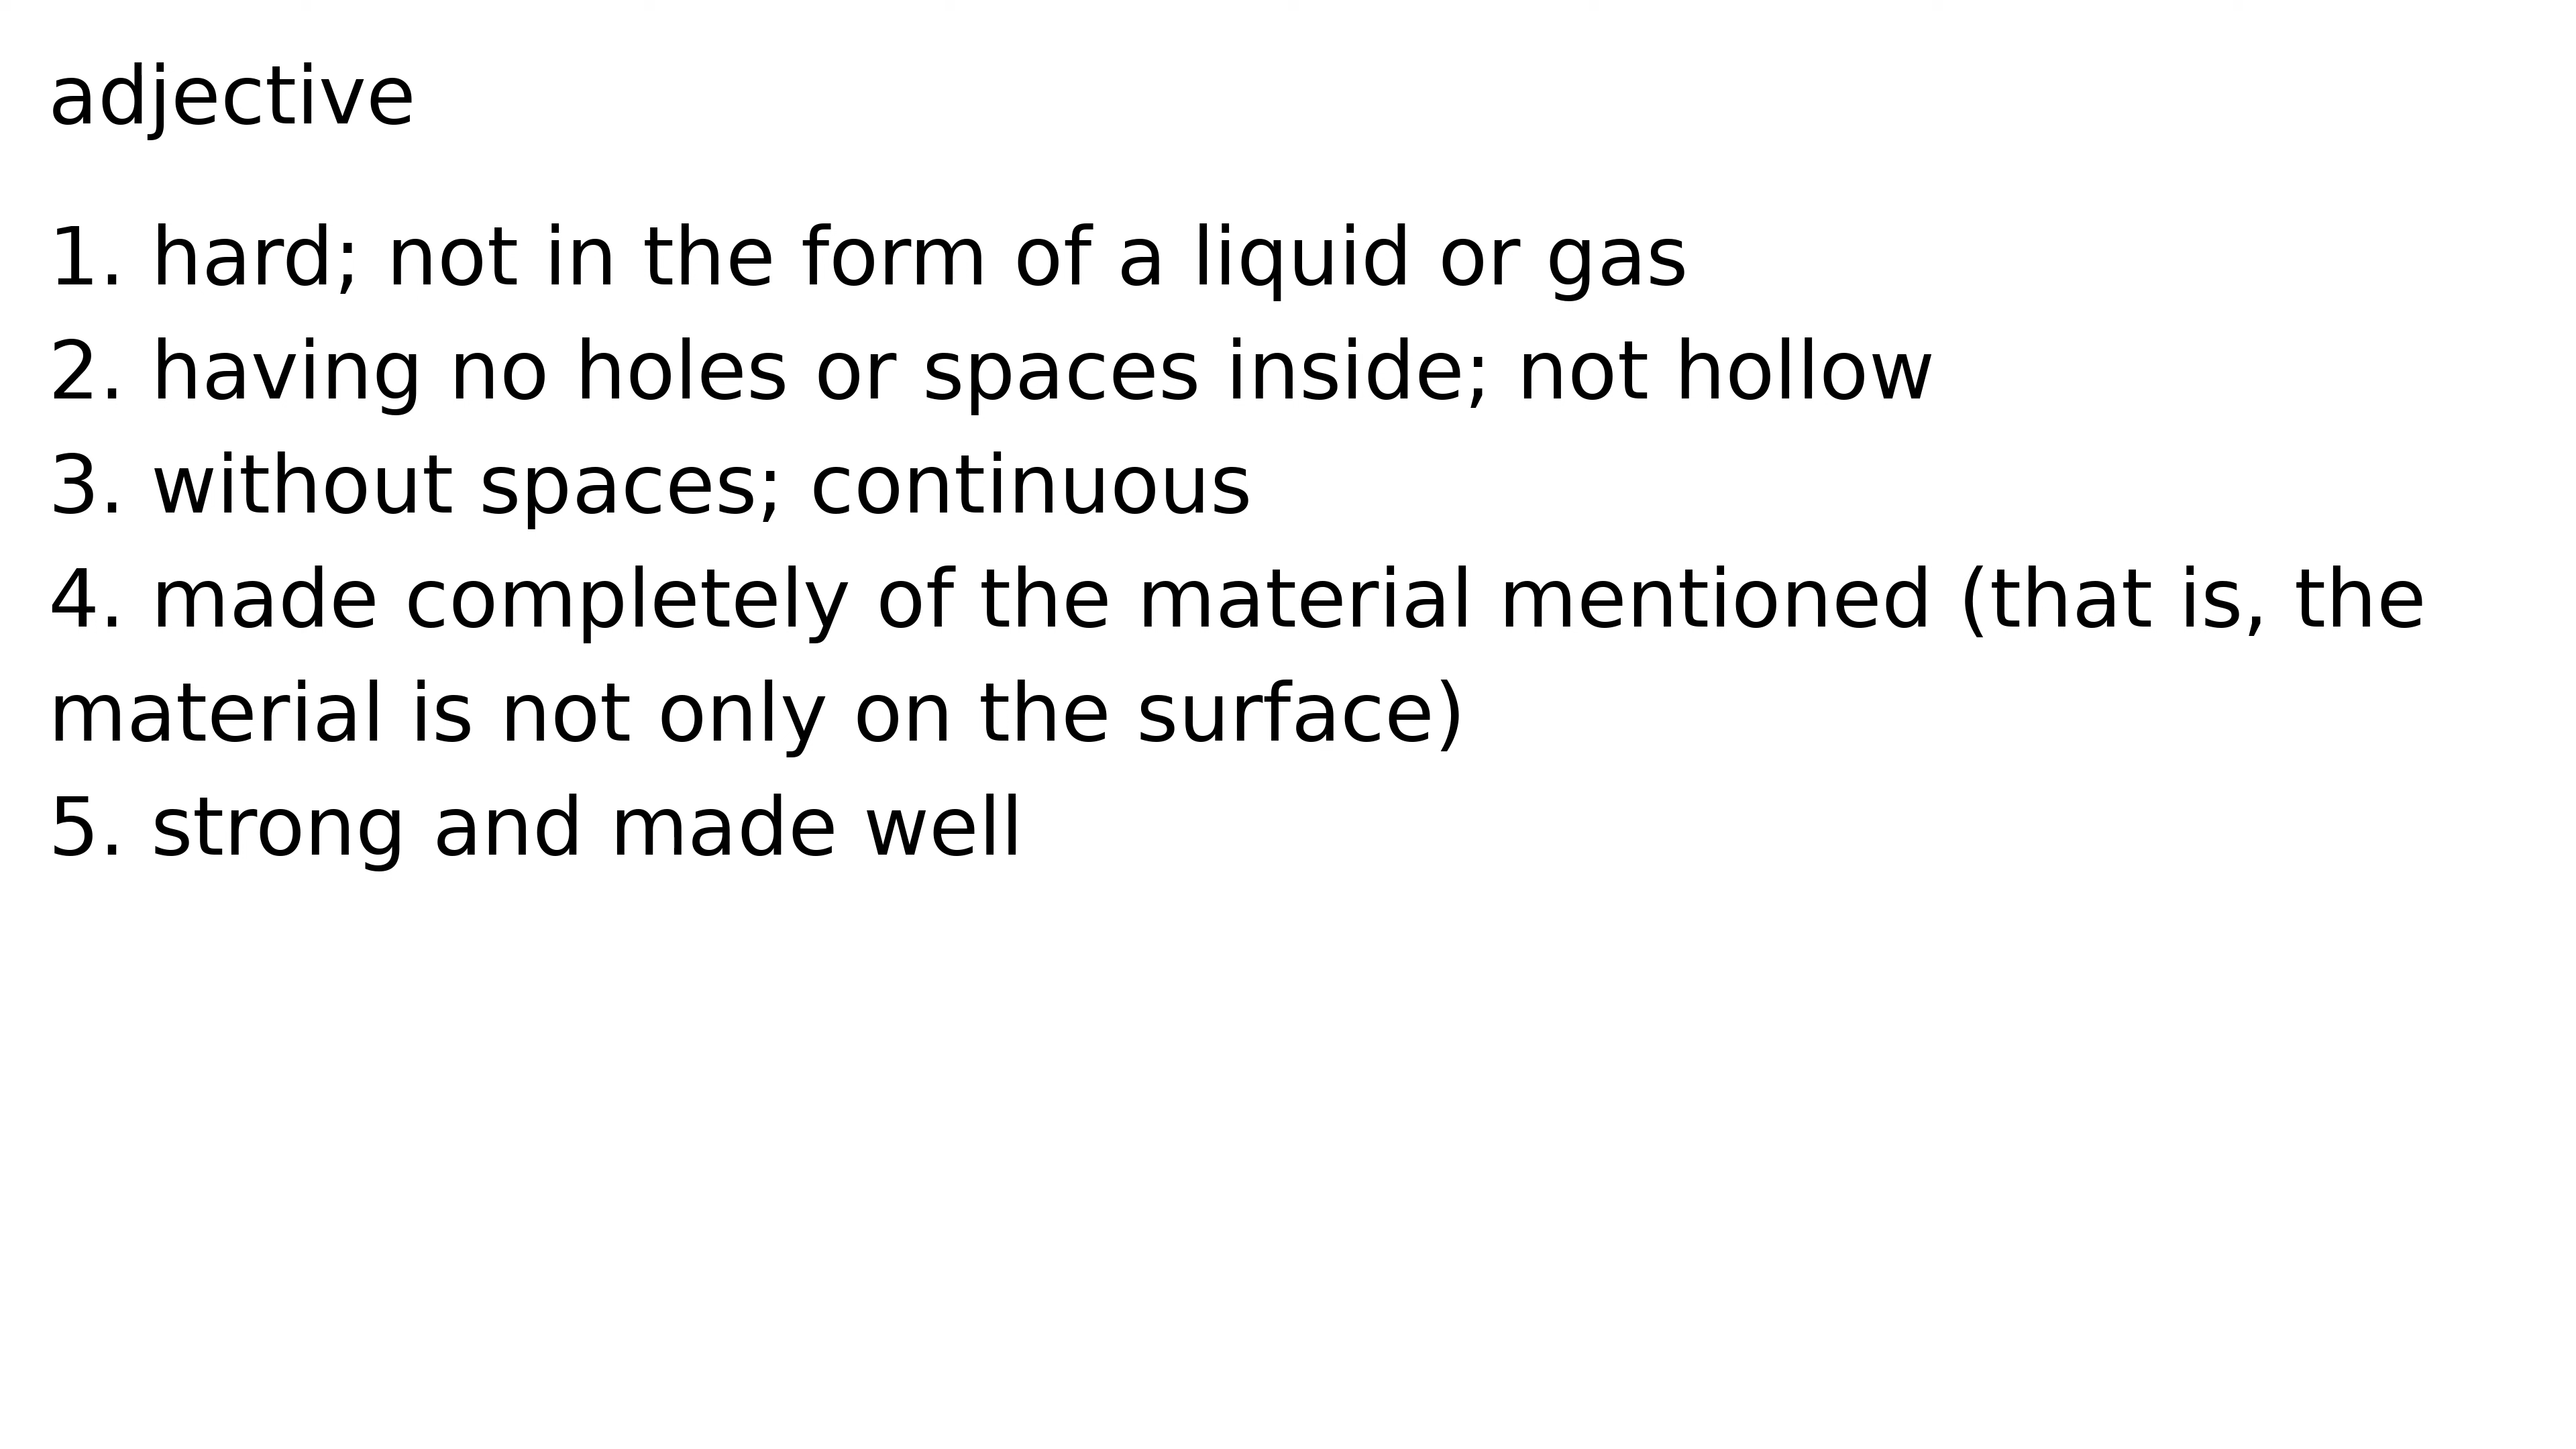 adjective
1. hard; not in the form of a liquid or gas
2. having no holes or spaces inside; not hollow
3. without spaces; continuous
4. made completely of the material mentioned (that is, the
material is not only on the surface)
5. strong and made well